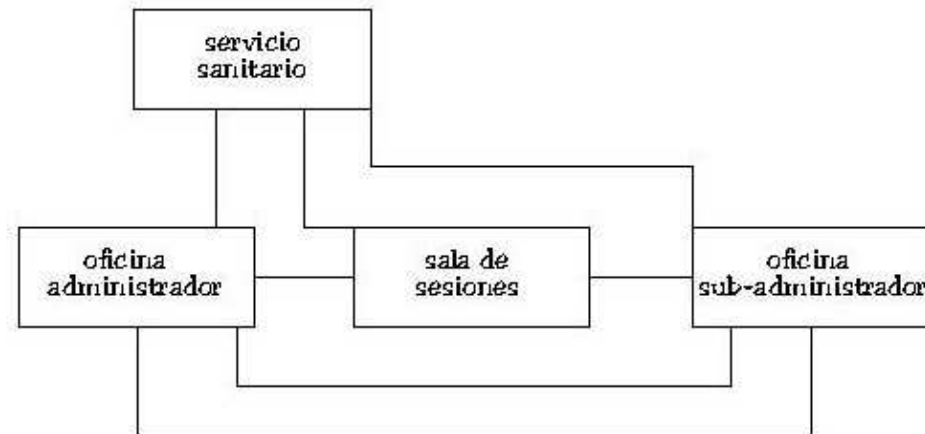 servicio
sanitario
oficina
administrador
sala de
sesiones
oficina
sub-administrador